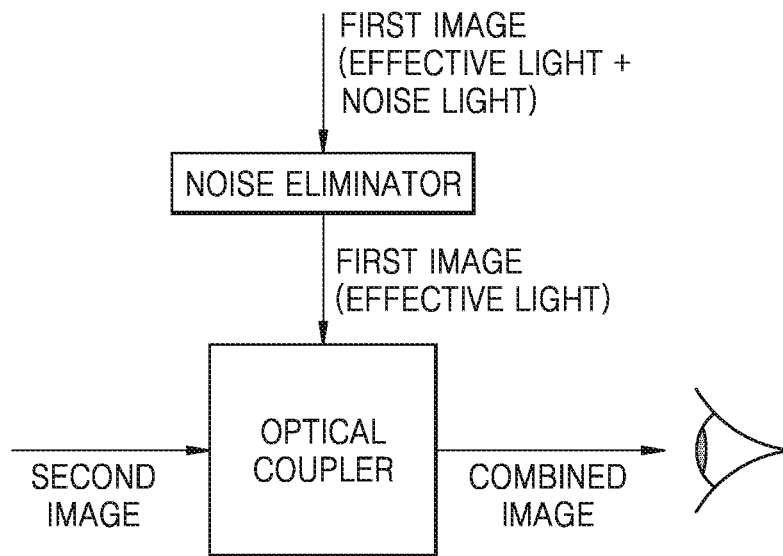 FIRST IMAGE
(EFFECTIVE LIGHT +
NOISE LIGHT)
NOISE ELIMINATOR
FIRST IMAGE
(EFFECTIVE LIGHT)
OPTICAL
COUPLER
SECOND
IMAGE
COMBINED
IMAGE